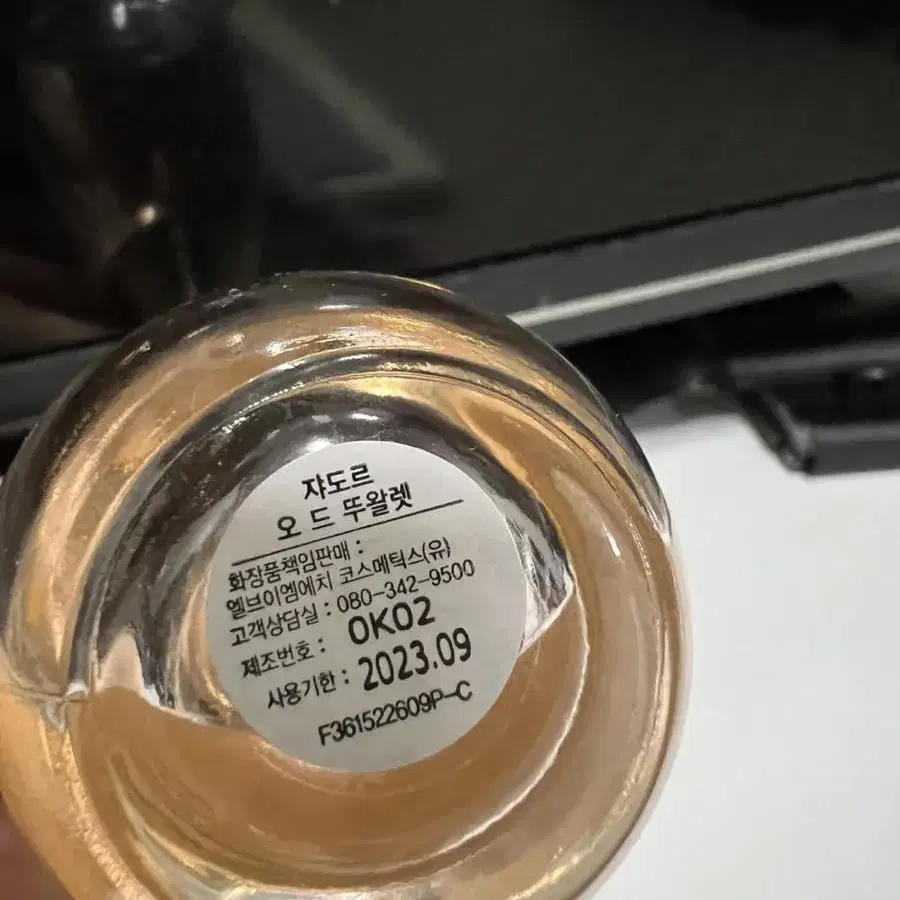 쟈도르
오 드 뚜왈렛
화장품책임판매 :
엘브이엠에치 코스메틱스(유)
고객상담실 : 080-342-9500
제조번호 : 0K02
사용기한 : 2023.09
F361522609P-C